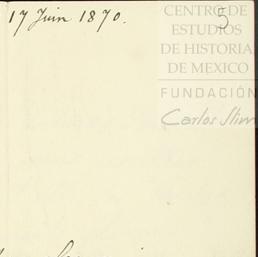 17 Juin 1870.
5
CENTRO DE
ESTUDIOS
DE HISTORIA
DE MEXICO
FUNDACIÓN
Carlos Slim